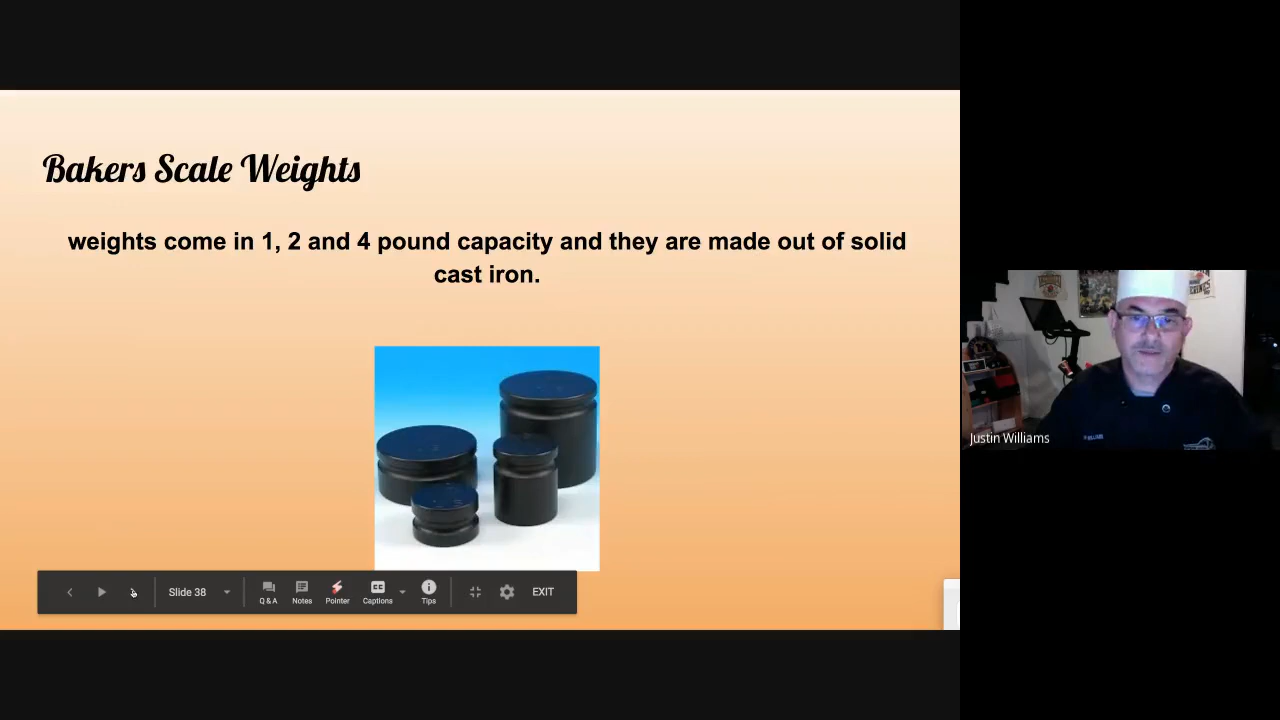 Bakers Scale Weights
weights come in 1, 2 and 4 pound capacity and they are made out of solid
cast iron.
Slide 38
Q & A
Notes
Pointer
CC
Captions
Tips
EXIT
Justin Williams